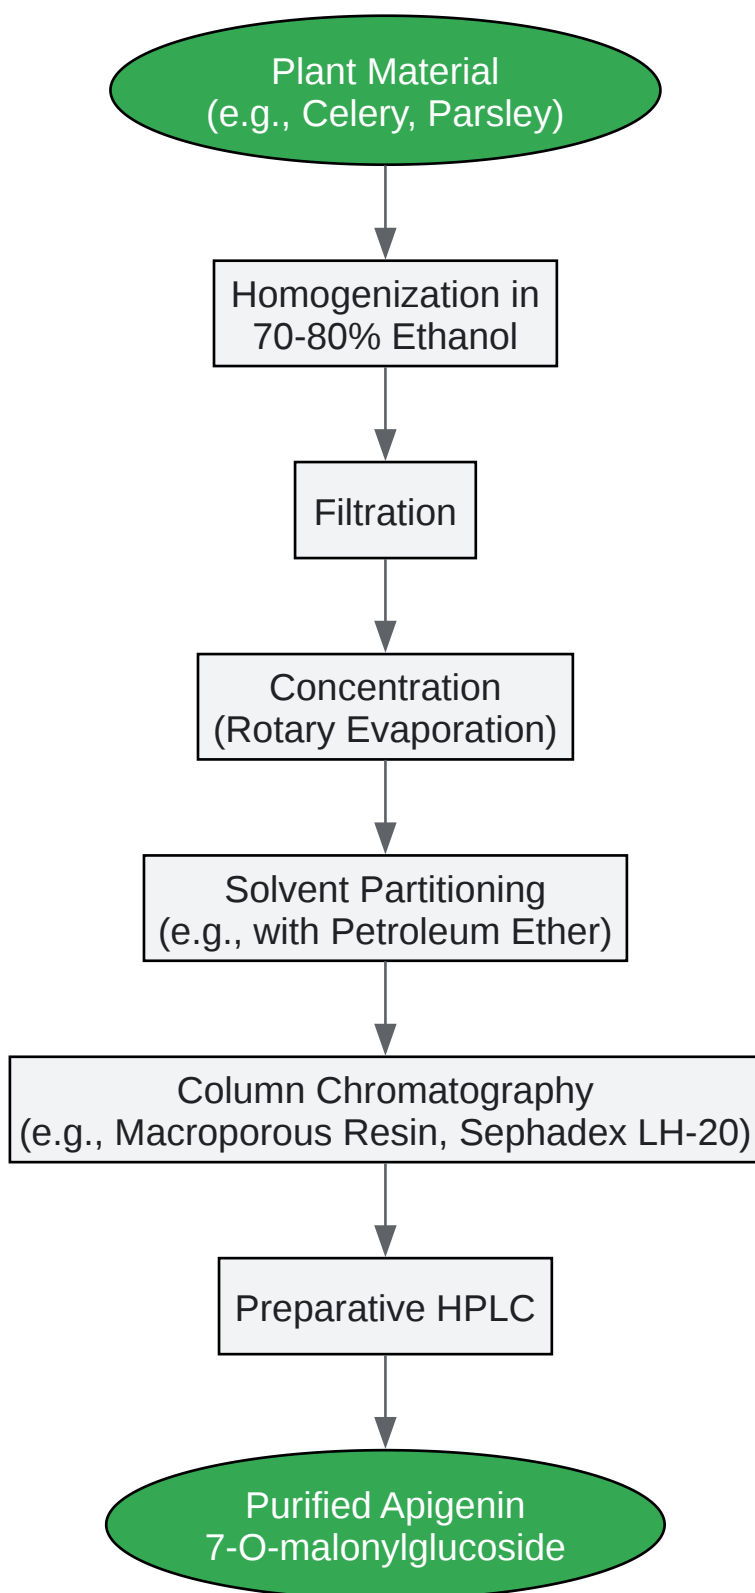 Plant Material
(e.g., Celery, Parsley)
Homogenization in
70-80% Ethanol
Filtration
Concentration
(Rotary Evaporation)
Solvent Partitioning
(e.g., with Petroleum Ether)
Column Chromatography
(e.g., Macroporous Resin, Sephadex LH-20)
Preparative HPLC
Purified Apigenin
7-O-malonylglucoside